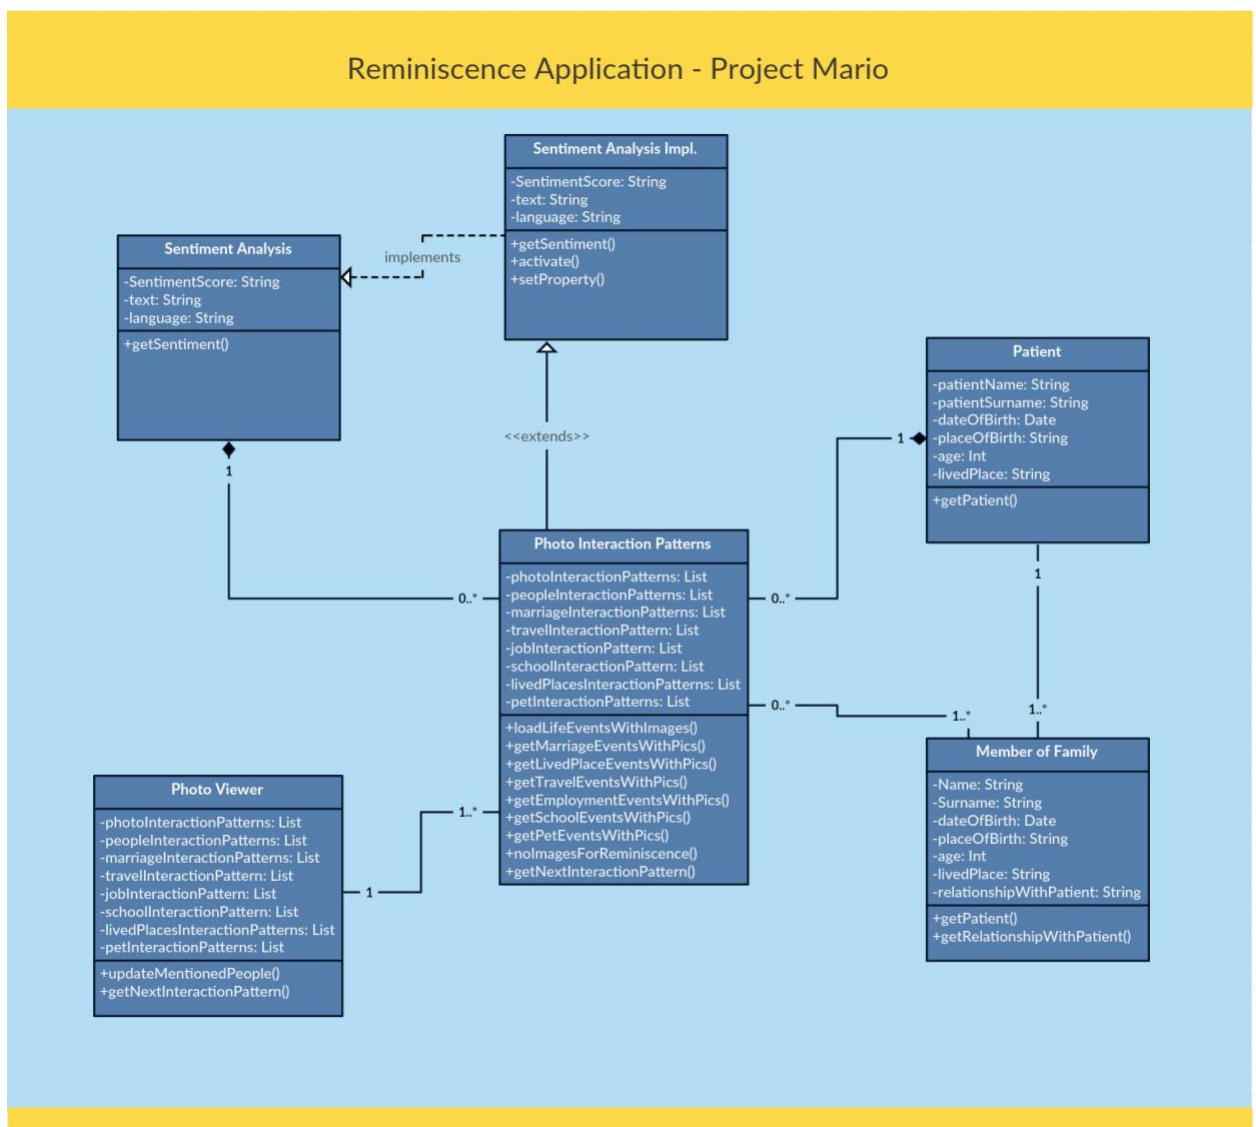 Reminiscence Application - Project Mario
Sentiment Analysis Impl.
-SentimentScore: String
-text: String
-language: String
+getSentiment()
+activate()
+setProperty()
Sentiment Analysis
-SentimentScore: String
-text: String
-language: String
+getSentiment()
implements
<<extends>>
1
0..*
Patient
-patientName: String
-patientSurname: String
-dateOfBirth: Date
-placeOfBirth: String
-age: Int
-livedPlace: String
+getPatient()
1
0..*
1
1..*
0..*
1..*
Photo Interaction Patterns
-photoInteractionPatterns: List
-peopleInteractionPatterns: List
-marriageInteractionPatterns: List
-travelInteractionPattern: List
-jobInteractionPattern: List
-schoolInteractionPattern: List
-livedPlacesInteractionPatterns: List
-petInteractionPatterns: List
+loadLifeEventsWithImages()
+getMarriageEventsWithPics()
+getLivedPlaceEventsWithPics()
+getTravelEventsWithPics()
+getEmploymentEventsWithPics()
+getSchoolEventsWithPics()
+getPetEventsWithPics()
+noImagesForReminiscence()
+getNextInteractionPattern()
Member of Family
-Name: String
-Surname: String
-dateOfBirth: Date
-placeOfBirth: String
-age: Int
-livedPlace: String
-relationshipWithPatient: String
+getPatient()
+getRelationshipWithPatient()
Photo Viewer
-photoInteractionPatterns: List
-peopleInteractionPatterns: List
-marriageInteractionPatterns: List
-travelInteractionPattern: List
-jobInteractionPattern: List
-schoolInteractionPattern: List
-livedPlacesInteractionPatterns: List
-petInteractionPatterns: List
+updateMentionedPeople()
+getNextInteractionPattern()
1
1..*